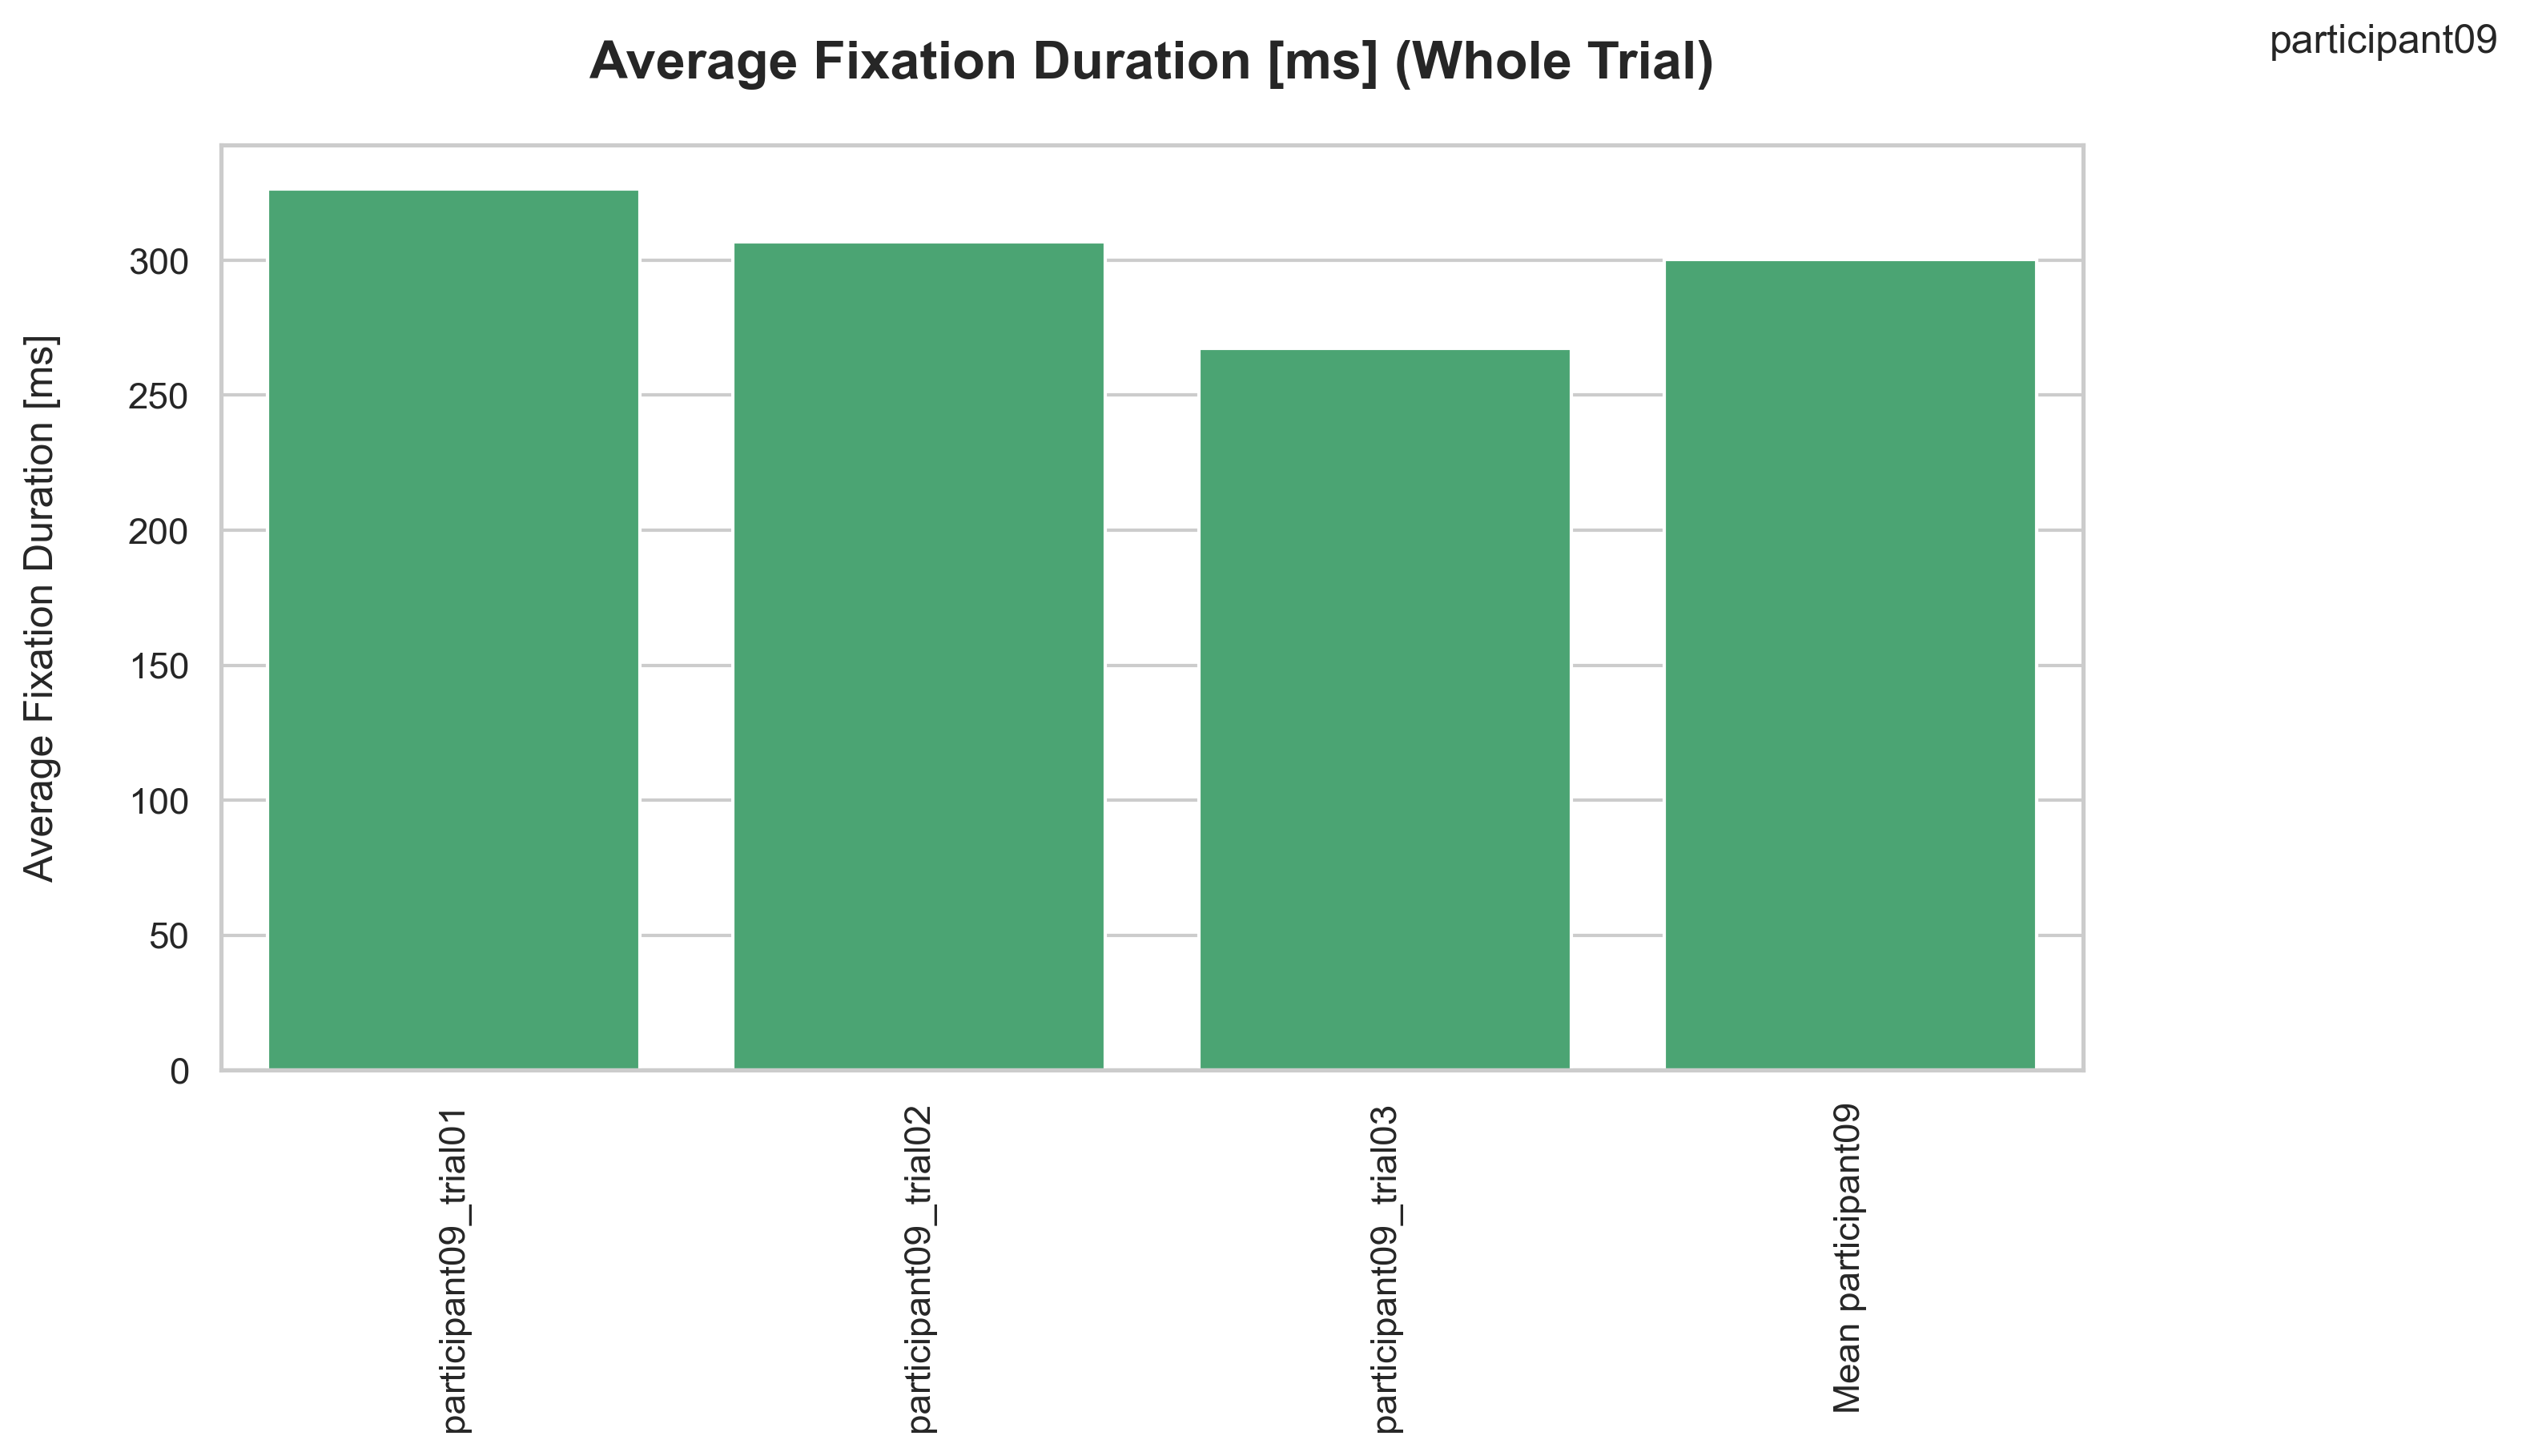 participant09
Average Fixation Duration [ms] (Whole Trial)
Average Fixation Duration [ms]
300
250
200
150
100
50
0
participant09_trial01
participant09_trial02
participant09_trial03
Mean participant09